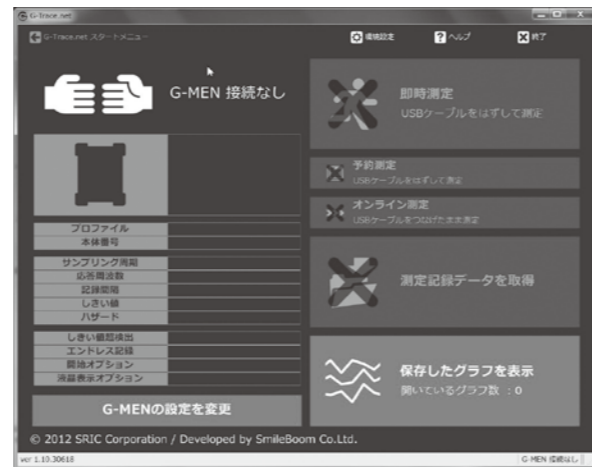 G-Trace.net
G-Trace.net スタートメニュー
環境設定
ヘルプ
終了
G-MEN 接続なし
プロファイル
本体番号
サンプリング周期
応答周波数
記録間隔
しきい値
ハザード
しきい値超検出
エンドレス記録
開始オプション
液晶表示オプション
G-MENの設定を変更
即時測定
USBケーブルをはずして測定
予約測定
USBケーブルをはずして測定
オンライン測定
USBケーブルをつなげたまま測定
測定記録データを取得
保存したグラフを表示
開いているグラフ数 : 0
© 2012 SRIC Corporation / Developed by SmileBoom Co.Ltd.
ver 1.10.30618
G-MEN 接続なし